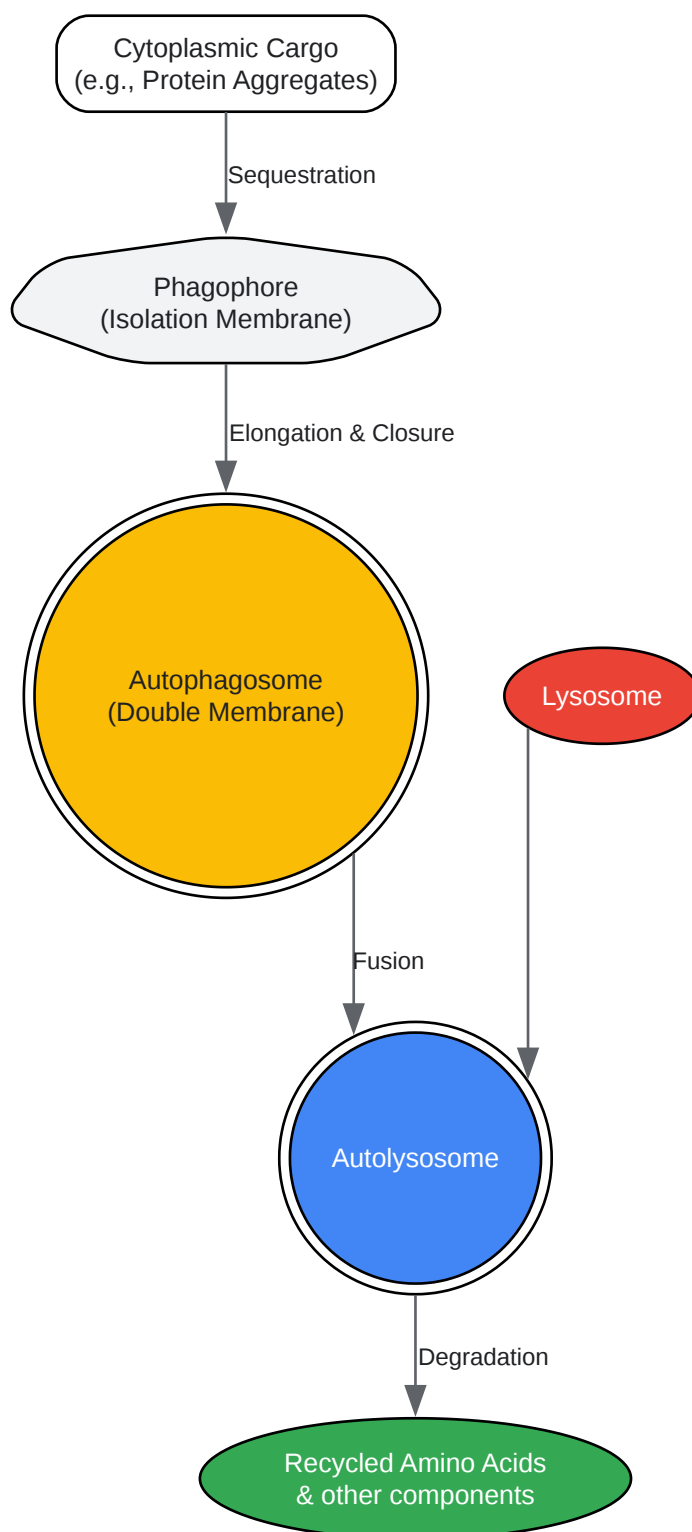 Cytoplasmic Cargo
(e.g., Protein Aggregates)
Sequestration
Phagophore
(Isolation Membrane)
Elongation & Closure
Autophagosome
(Double Membrane)
Lysosome
Fusion
Autolysosome
Degradation
Recycled Amino Acids
& other components